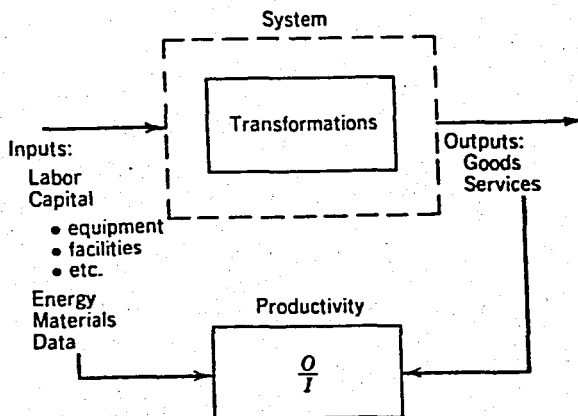 System
Transformations
Inputs:
Labor
Capital
• equipment
• facilities
• etc.
Energy
Materials
Data
Outputs:
Goods
Services
Productivity
O
I